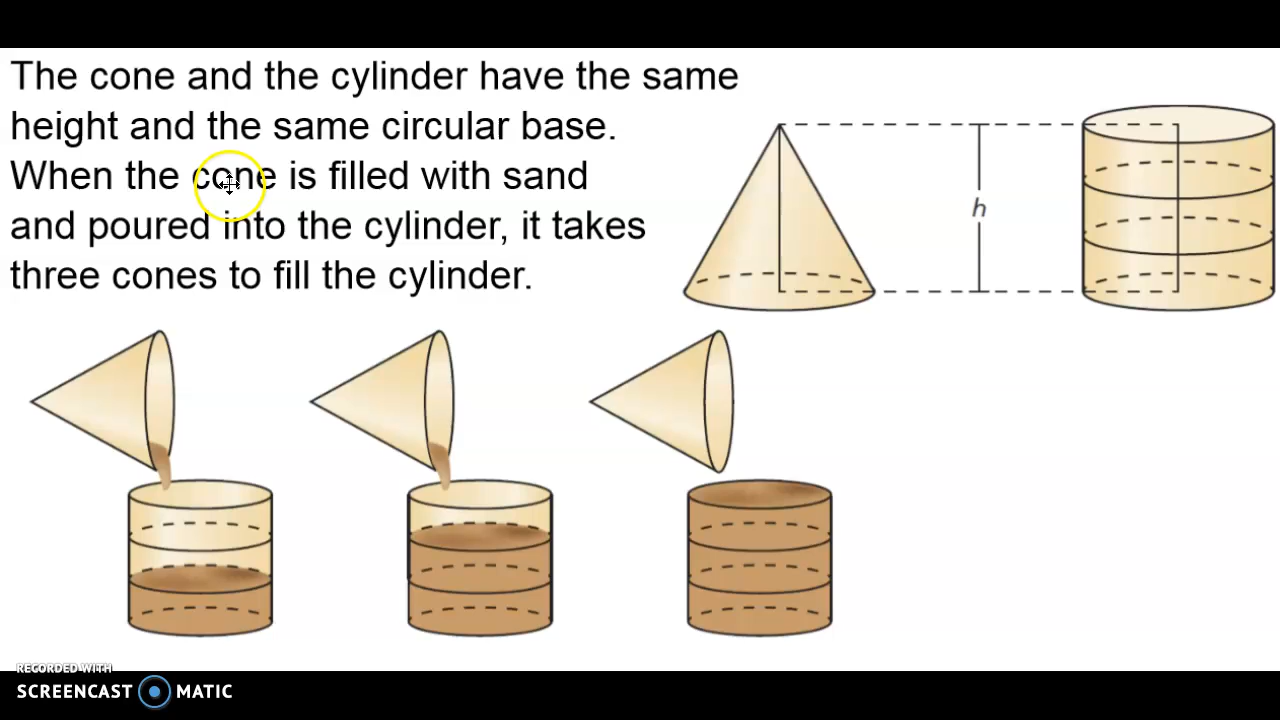 The cone and the cylinder have the same
height and the same circular base.
When the cone is filled with sand
and poured into the cylinder, it takes
three cones to fill the cylinder.
h
RECORDED WITH
SCREENCAST MATIC